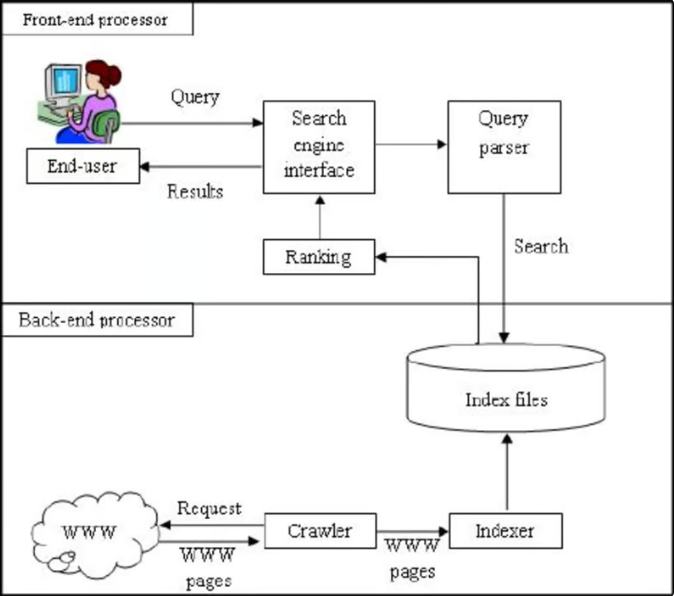 Front-end processor
Query
Search
engine
interface
Query
parser
End-user
Results
Ranking
Search
Back-end processor
Index files
WWW
Request
Crawler
WWW
pages
WWW
pages
Indexer